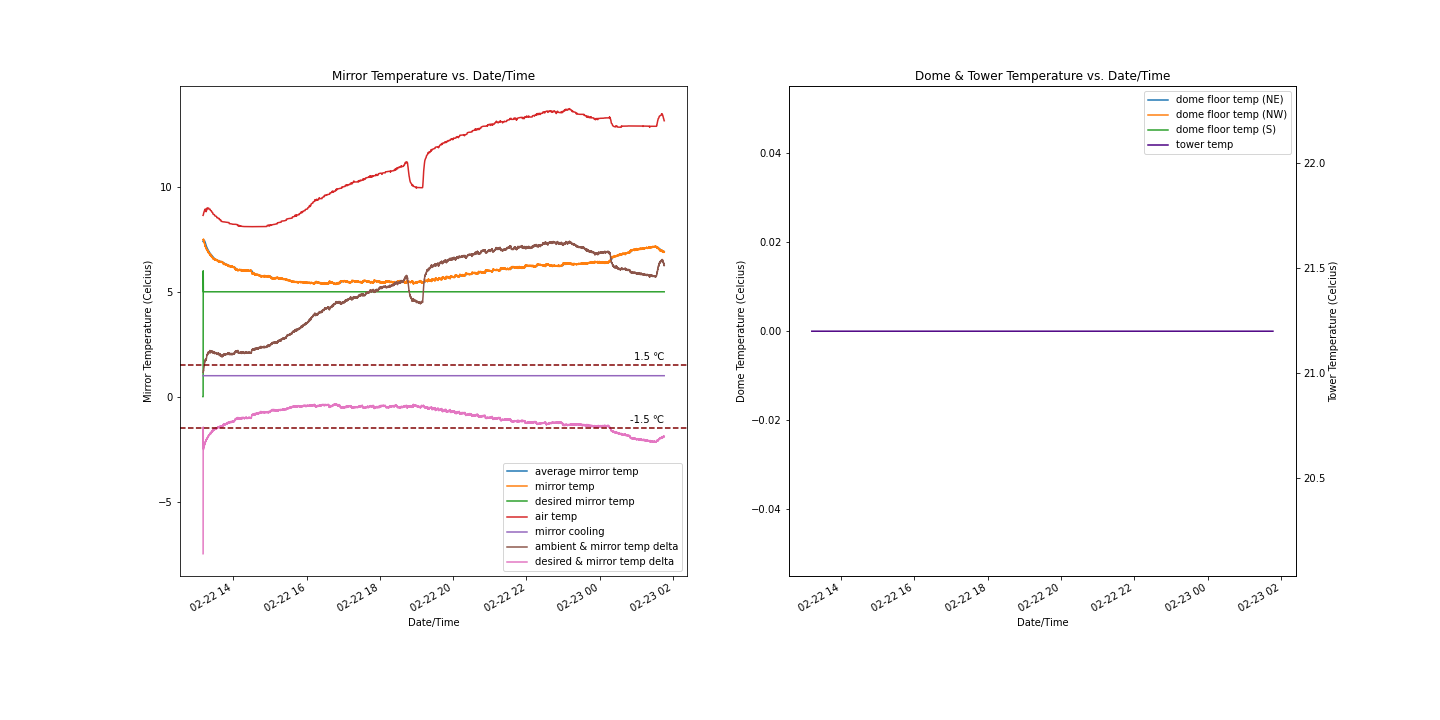 Mirror Temperature vs. Date/Time
Mirror Temperature (Celcius)
10
5
0
−5
1.5 °C
-1.5 °C
average mirror temp
mirror temp
desired mirror temp
air temp
mirror cooling
ambient & mirror temp delta
desired & mirror temp delta
02-22 14
02-22 16
02-22 18
02-22 20
02-22 22
02-23 00
02-23 02
Date/Time
Dome & Tower Temperature vs. Date/Time
Dome Temperature (Celcius)
0.04
0.02
0.00
−0.02
−0.04
dome floor temp (NE)
dome floor temp (NW)
dome floor temp (S)
tower temp
22.0
21.5
21.0
20.5
Tower Temperature (Celcius)
02-22 14
02-22 16
02-22 18
02-22 20
02-22 22
02-23 00
02-23 02
Date/Time